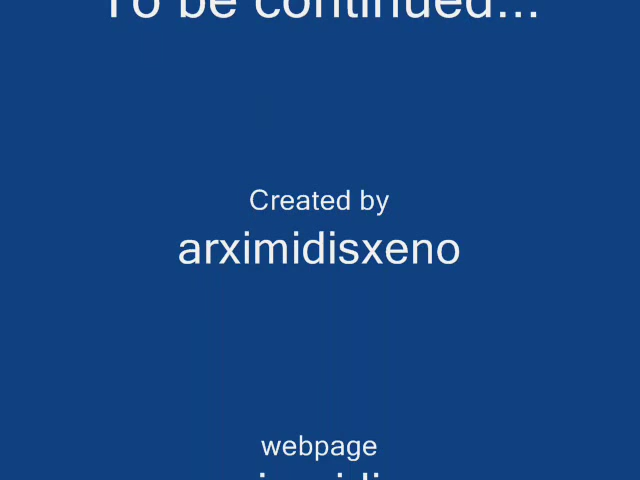 To be continued...
Created by
arximidisxeno
webpage